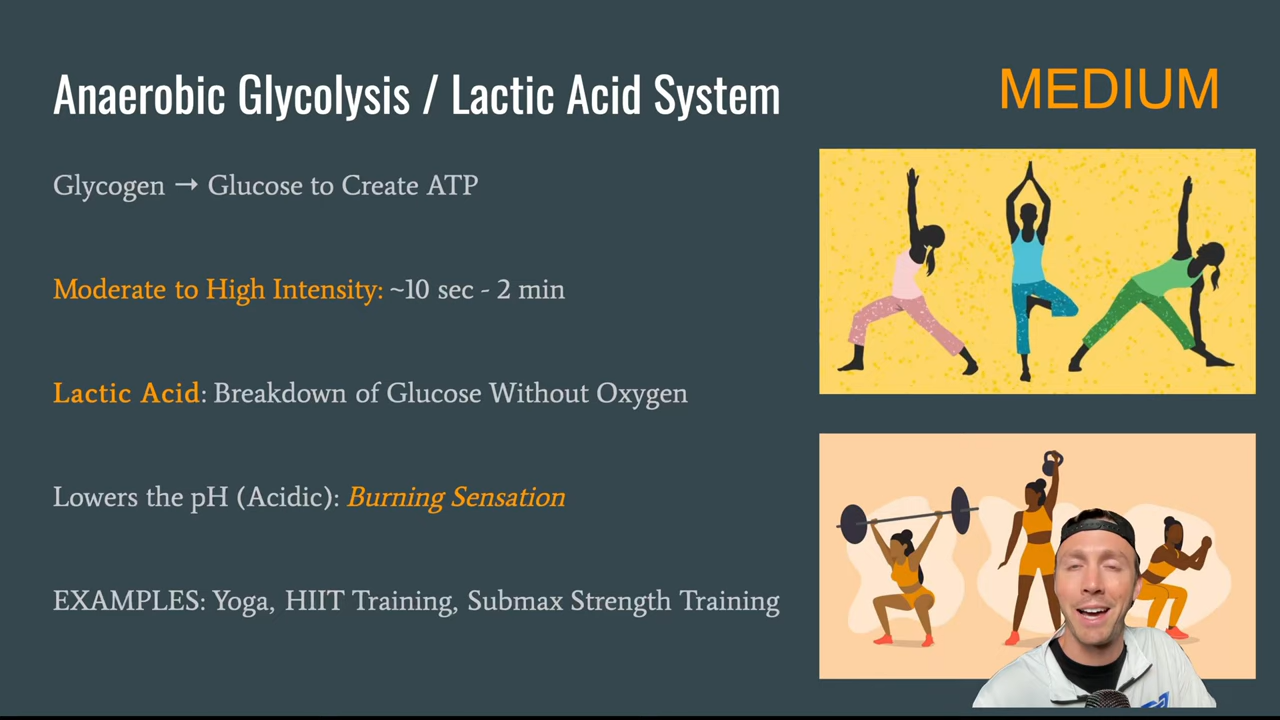 Anaerobic Glycolysis / Lactic Acid System
MEDIUM
Glycogen → Glucose to Create ATP
Moderate to High Intensity: ~10 sec - 2 min
Lactic Acid: Breakdown of Glucose Without Oxygen
Lowers the pH (Acidic): Burning Sensation
EXAMPLES: Yoga, HIIT Training, Submax Strength Training